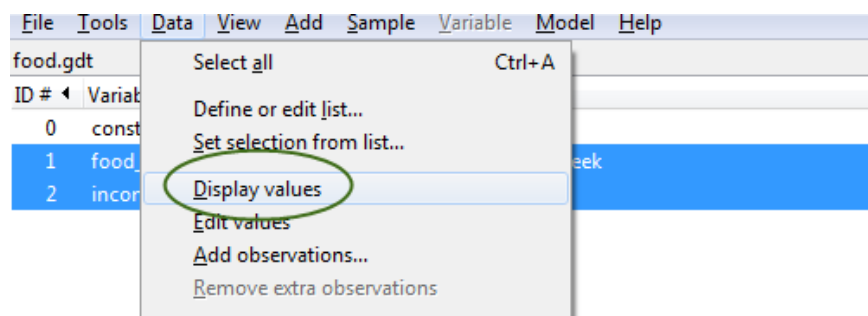 File Tools Data View Add Sample Variable Model Help
food.gdt Select all Ctrl+A
ID # Variab
Define or edit list...
0 const
Set selection from list...
1 food_ eek
2 incor Display values
Edit values
Add observations...
Remove extra observations